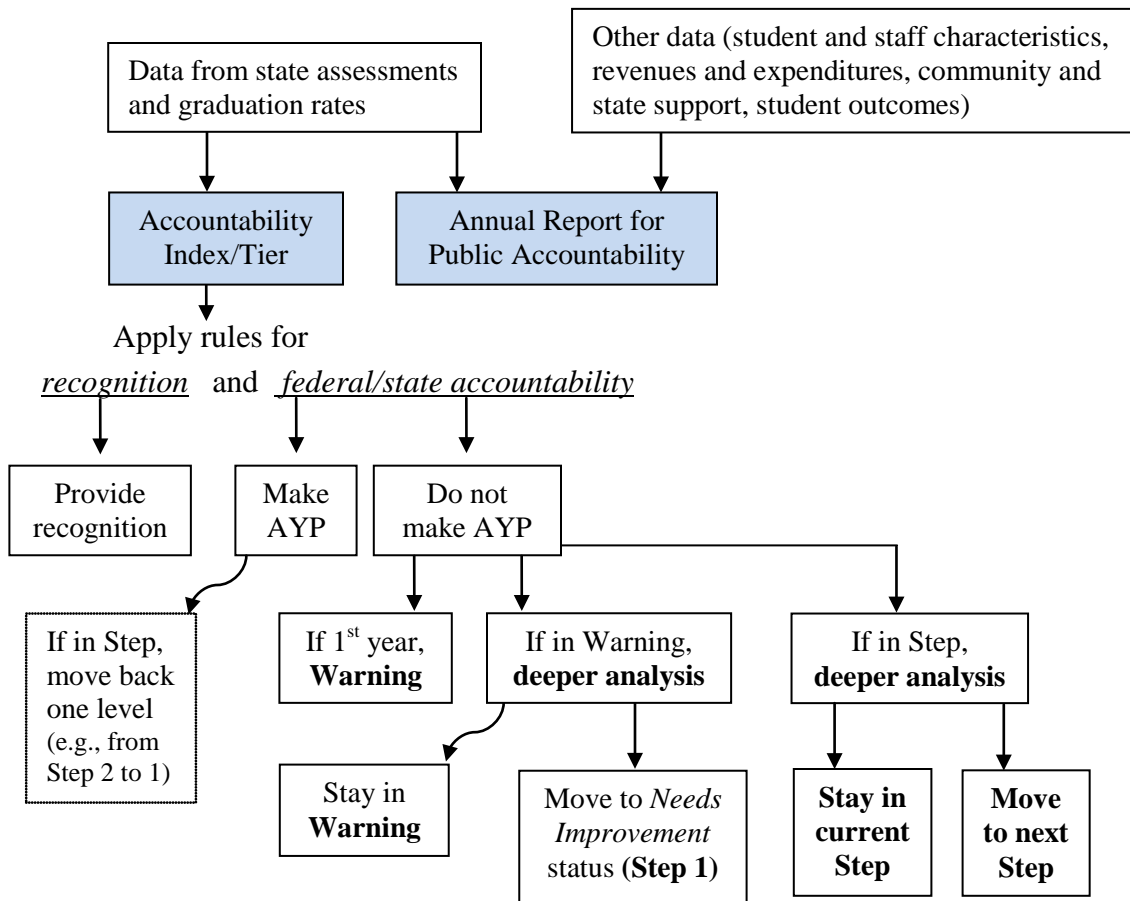 Data from state assessments
and graduation rates
Other data (student and staff characteristics,
revenues and expenditures, community and
state support, student outcomes)
Accountability
Index/Tier
Annual Report for
Public Accountability
Apply rules for
recognition and federal/state accountability
Provide
recognition
Make
AYP
Do not
make AYP
If in Step,
move back
one level
(e.g., from
Step 2 to 1)
If 1st year,
Warning
If in Warning,
deeper analysis
If in Step,
deeper analysis
Stay in
Warning
Move to Needs
Improvement
status (Step 1)
Stay in
current
Step
Move
to next
Step